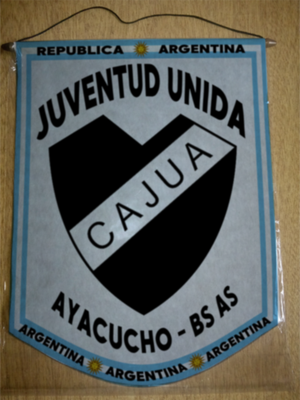 REPUBLICA ARGENTINA
JUVENTUD UNIDA
CAJUA
AYACUCHO - BS AS
ARGENTINA ARGENTINA ARGENTINA